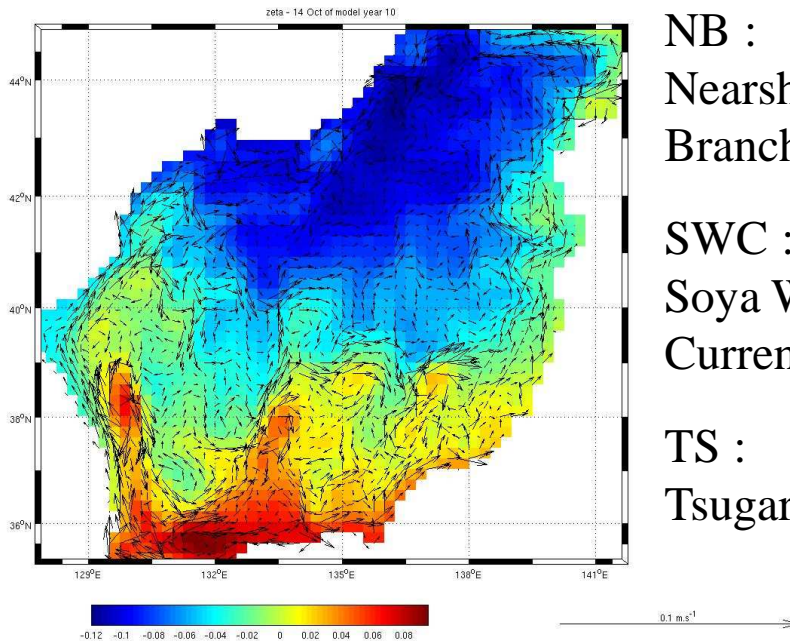 zeta - 14 Oct of model year 10
44°N
42°N
40°N
38°N
36°N
129°E 132°E 135°E 138°E 141°E
-0.12 -0.1 -0.08 -0.06 -0.04 -0.02 0 0.02 0.04 0.06 0.08
0.1 m.s⁻¹
NB :
Nearsh
Branch
SWC :
Soya W
Curren
TS :
Tsugar